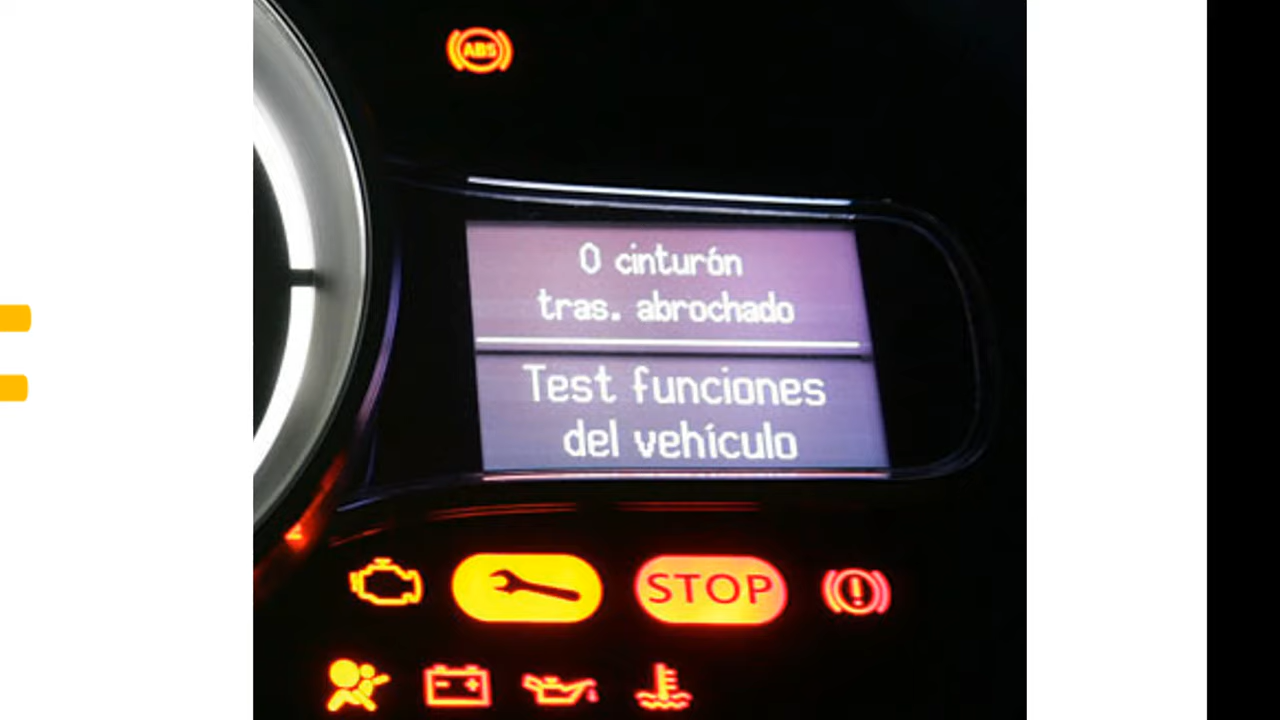 ABS
0 cinturón
tras. abrochado
Test funciones
del vehículo
STOP